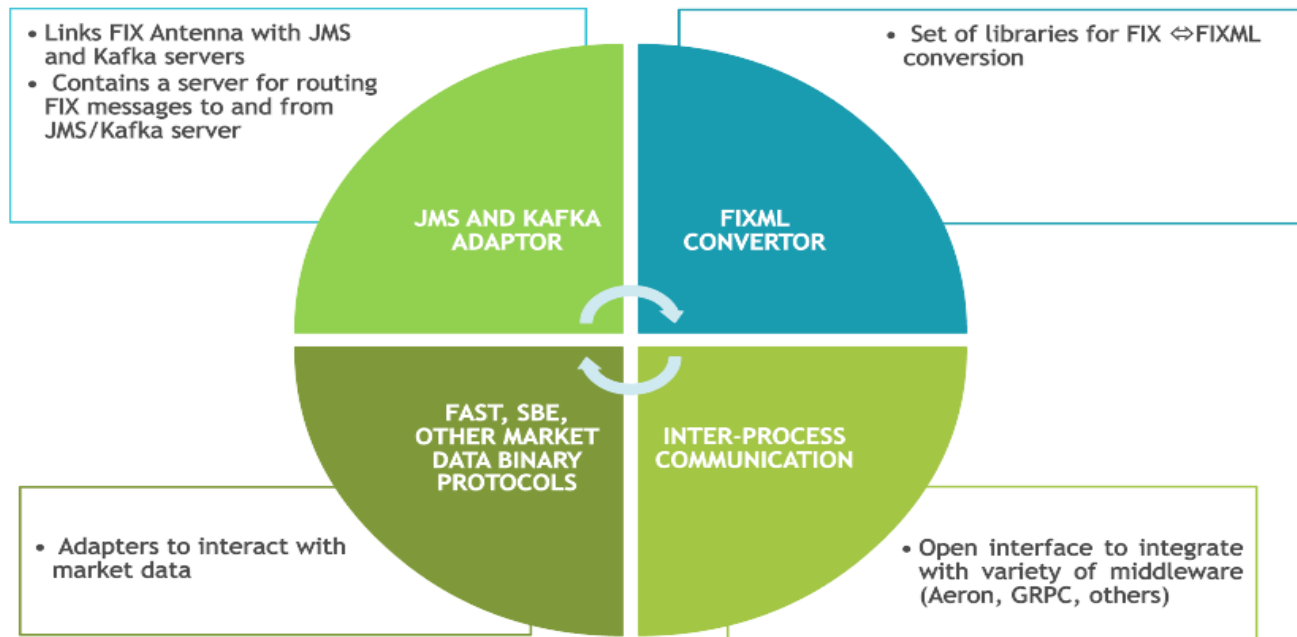 • Links FIX Antenna with JMS
and Kafka servers
• Contains a server for routing
FIX messages to and from
JMS/Kafka server
• Set of libraries for FIX ⇔FIXML
conversion
JMS AND KAFKA
ADAPTOR
FIXML
CONVERTOR
FAST, SBE,
OTHER MARKET
DATA BINARY
PROTOCOLS
INTER-PROCESS
COMMUNICATION
• Adapters to interact with
market data
• Open interface to integrate
with variety of middleware
(Aeron, GRPC, others)